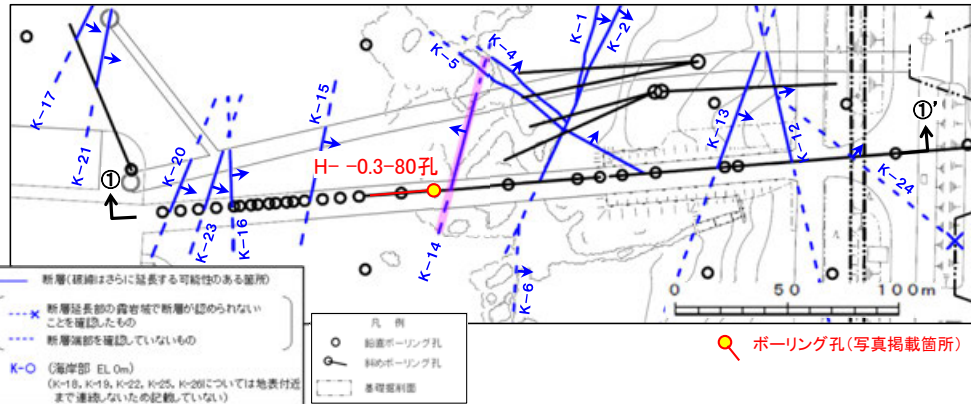 K-17
K-21
K-20
K-23
K-16
K-15
K-5
K-4
K-1
K-2
K-13
K-12
K-24
K-14
K-6
①
①’
H- -0.3-80孔
0 50 100m
断層(破線はさらに延長する可能性のある箇所)
断層延長部の露岩域で断層が認められない
ことを確認したもの
断層端部を確認していないもの
K-○ (海岸部 EL 0m)
(K-18, K-19, K-22, K-25, K-26については地表付近
まで連続しないため記載していない)
凡 例
鉛直ボーリング孔
斜めボーリング孔
基礎掘削面
ボーリング孔(写真掲載箇所)